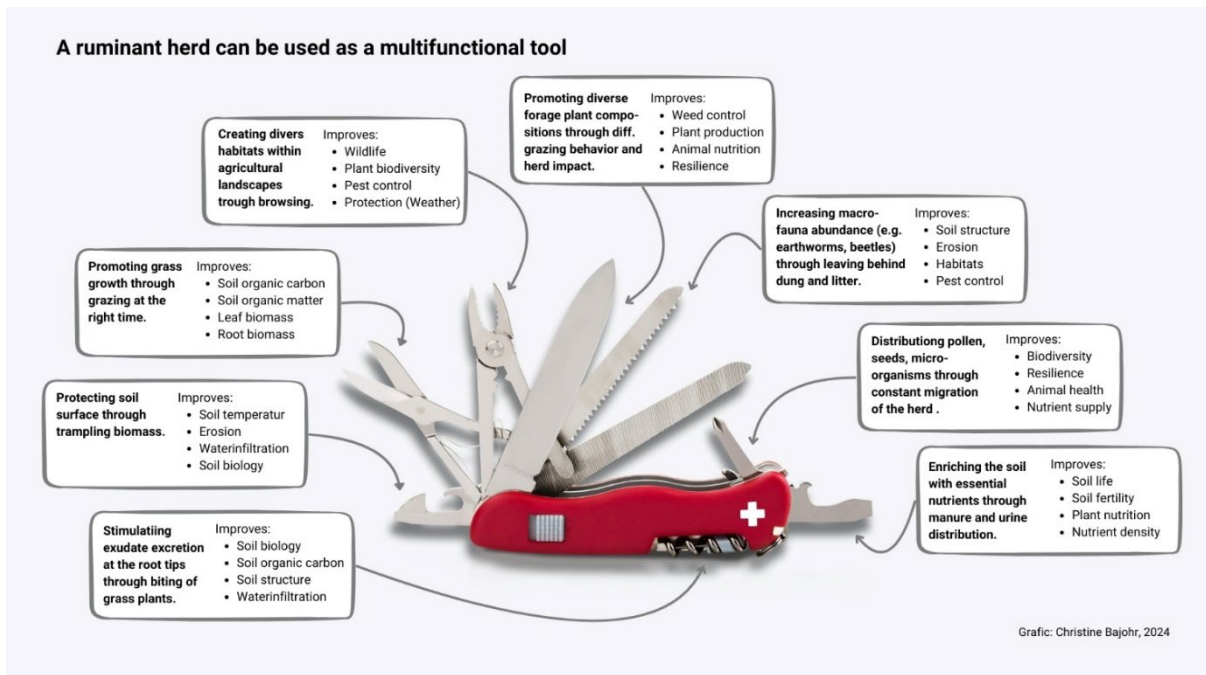 A ruminant herd can be used as a multifunctional tool
Promoting diverse
forage plant compo-
sitions through diff.
grazing behavior and
herd impact.
Improves:
• Weed control
• Plant production
• Animal nutrition
• Resilience
Creating divers
habitats within
agricultural
landscapes
trough browsing.
Improves:
• Wildlife
• Plant biodiversity
• Pest control
• Protection (Weather)
Increasing macro-
fauna abundance (e.g.
earthworms, beetles)
through leaving behind
dung and litter.
Improves:
• Soil structure
• Erosion
• Habitats
• Pest control
Promoting grass
growth through
grazing at the
right time.
Improves:
• Soil organic carbon
• Soil organic matter
• Leaf biomass
• Root biomass
Distributiong pollen,
seeds, micro-
organisms through
constant migration
of the herd .
Improves:
• Biodiversity
• Resilience
• Animal health
• Nutrient supply
Protecting soil
surface through
trampling biomass.
Improves:
• Soil temperatur
• Erosion
• Waterinfiltration
• Soil biology
Enriching the soil
with essential
nutrients through
manure and urine
distribution.
Improves:
• Soil life
• Soil fertility
• Plant nutrition
• Nutrient density
Stimulatiing
exudate excretion
at the root tips
through biting of
grass plants.
Improves:
• Soil biology
• Soil organic carbon
• Soil structure
• Waterinfiltration
Grafic: Christine Bajohr, 2024